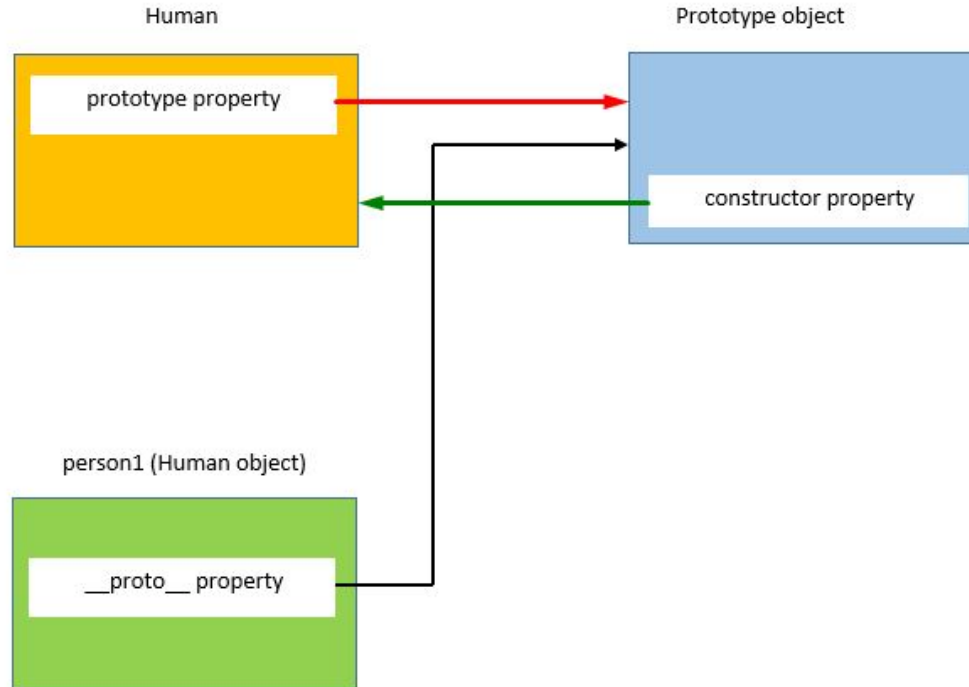 Human
Prototype object
prototype property
constructor property
person1 (Human object)
__proto__ property